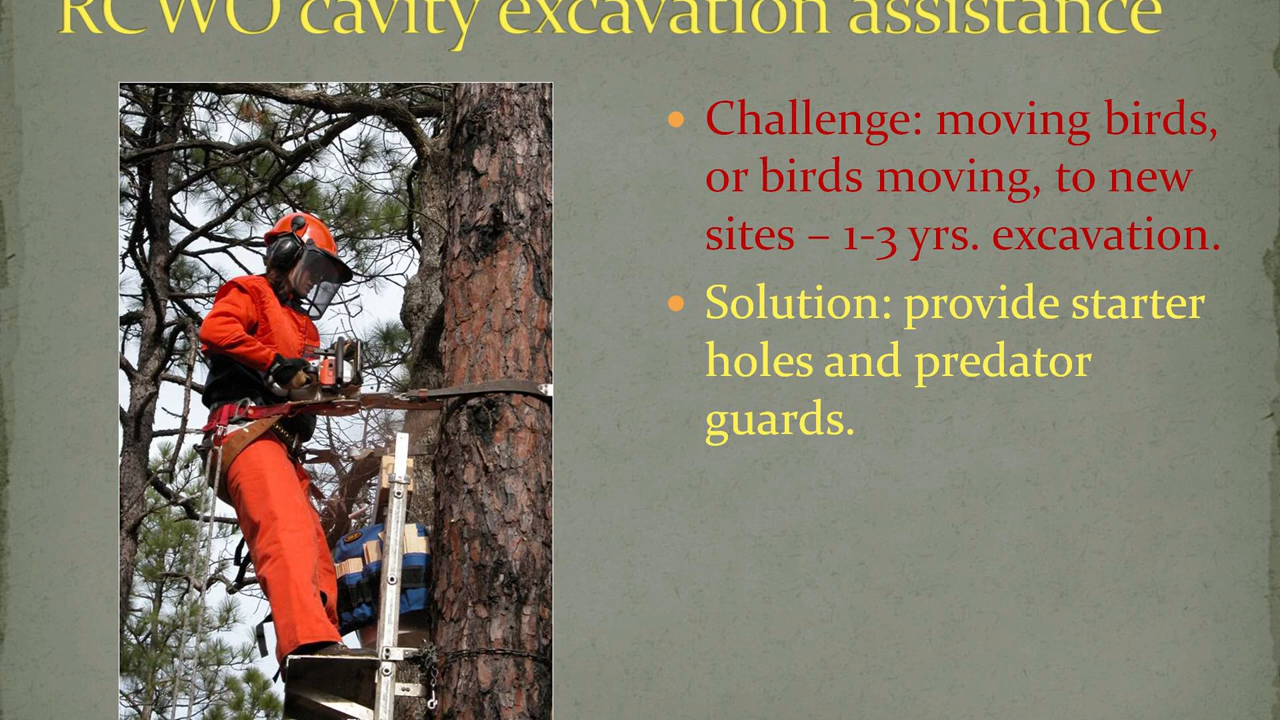 RCWO cavity excavation assistance
Challenge: moving birds,
or birds moving, to new
sites – 1-3 yrs. excavation.
Solution: provide starter
holes and predator
guards.